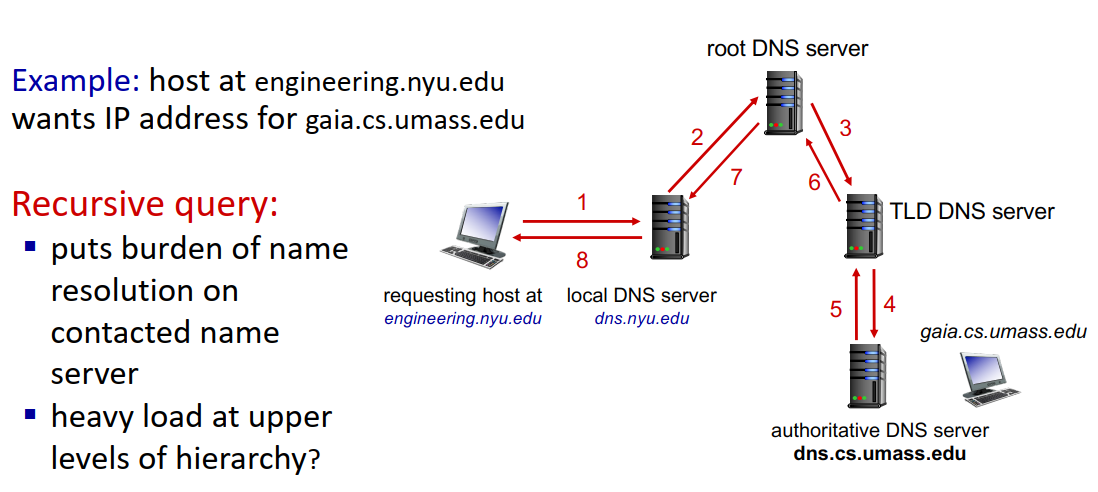 Example: host at engineering.nyu.edu
wants IP address for gaia.cs.umass.edu
Recursive query:
puts burden of name
resolution on
contacted name
server
heavy load at upper
levels of hierarchy?
root DNS server
2
3
7
6
1
8
TLD DNS server
requesting host at
engineering.nyu.edu
local DNS server
dns.nyu.edu
5
4
gaia.cs.umass.edu
authoritative DNS server
dns.cs.umass.edu